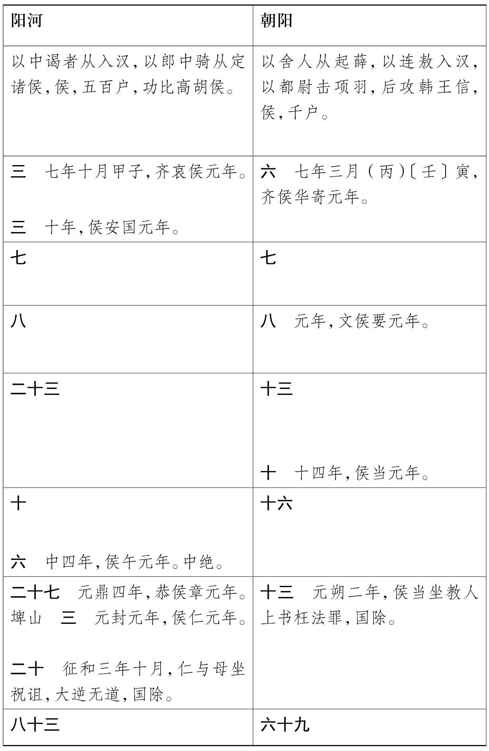 阳河
朝阳
以中谒者从入汉，以郎中骑从定
诸侯，侯，五百户，功比高胡侯。
以舍人从起薛，以连敖入汉，
以都尉击项羽，后攻韩王信，
侯，千户。
三　七年十月甲子，齐哀侯元年。
三　十年，侯安国元年。
六　七年三月（丙）〔壬〕寅，
齐侯华寄元年。
七
七
八
八　元年，文侯要元年。
二十三
十三
十　十四年，侯当元年。
十
六　中四年，侯午元年。中绝。
十六
二十七　元鼎四年，恭侯章元年。
埤山　三　元封元年，侯仁元年。
二十　征和三年十月，仁与母坐
祝诅，大逆无道，国除。
十三　元朔二年，侯当坐教人
上书枉法罪，国除。
八十三
六十九